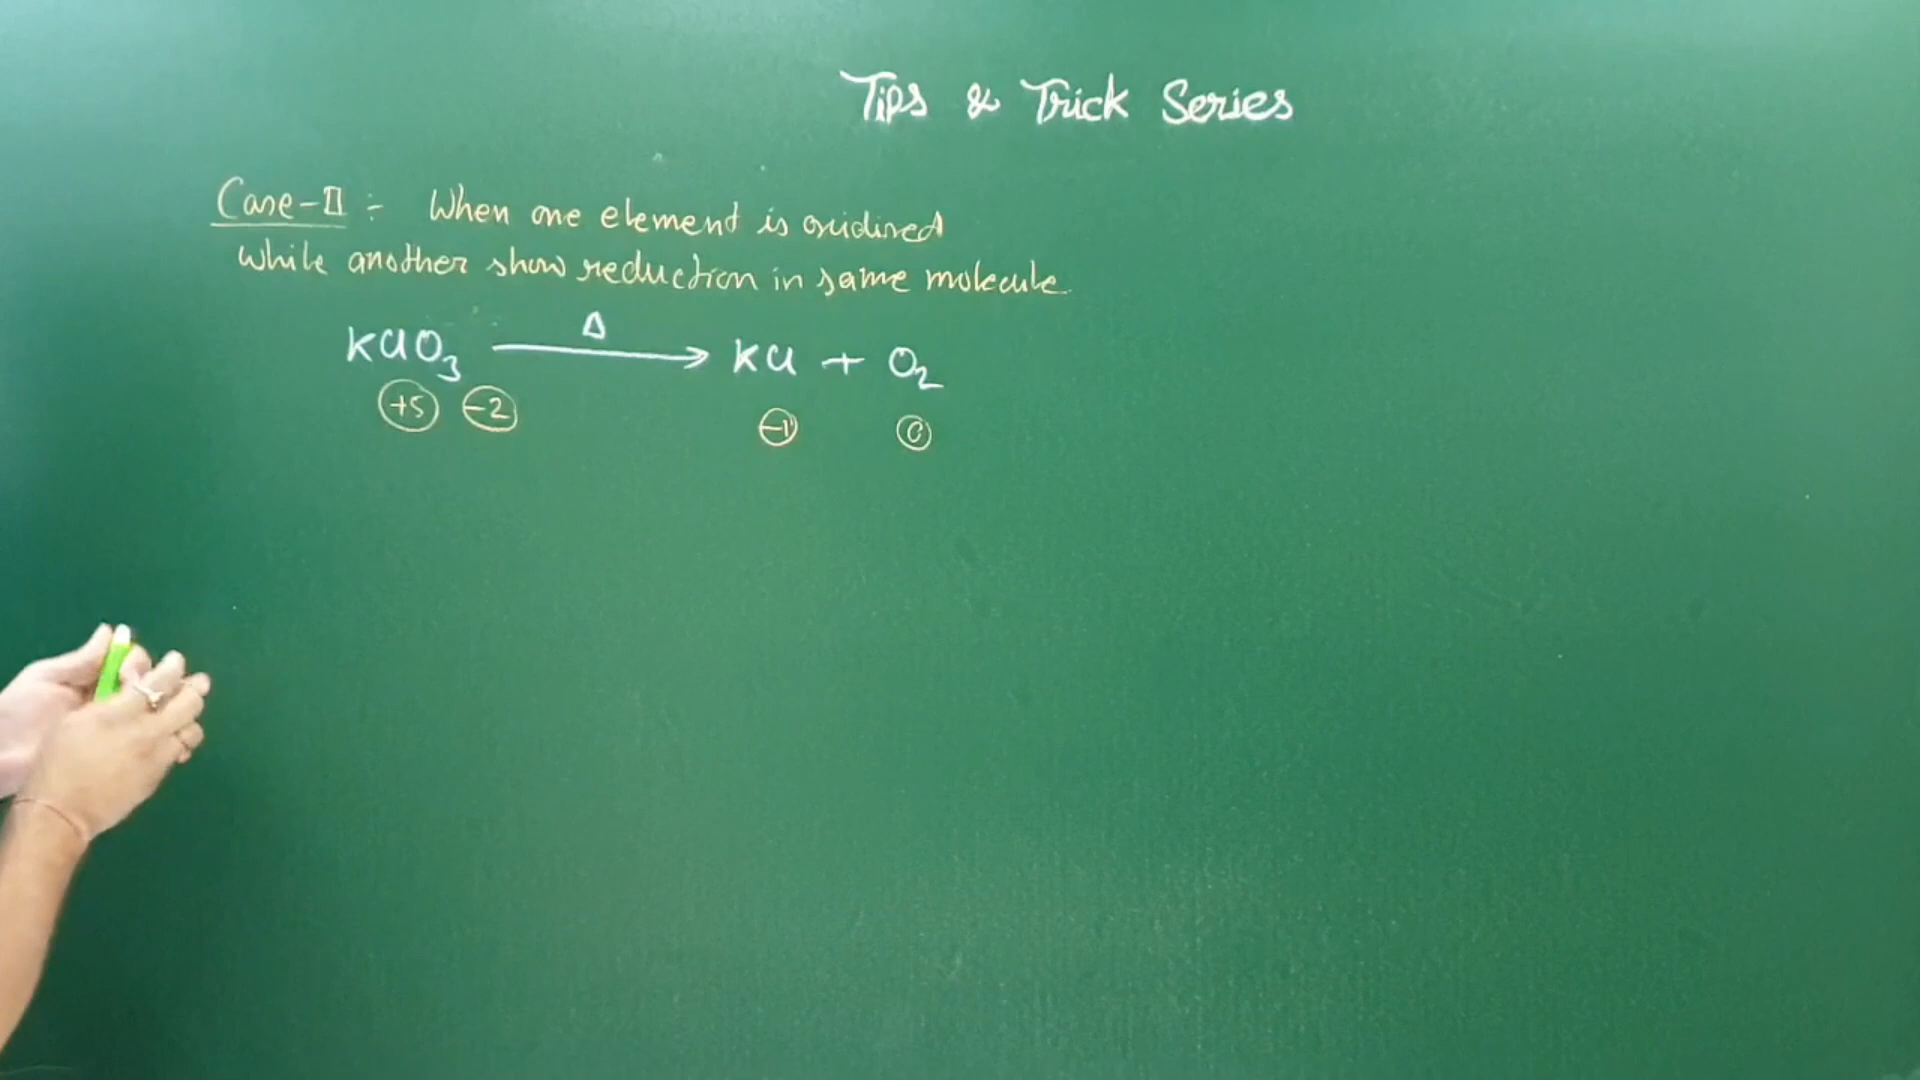 Tips & Trick Series
Case-II :- When one element is oxidised
while another show reduction in same molecule.
KClO3 Δ→ KCl + O2
+5 -2 -1 0